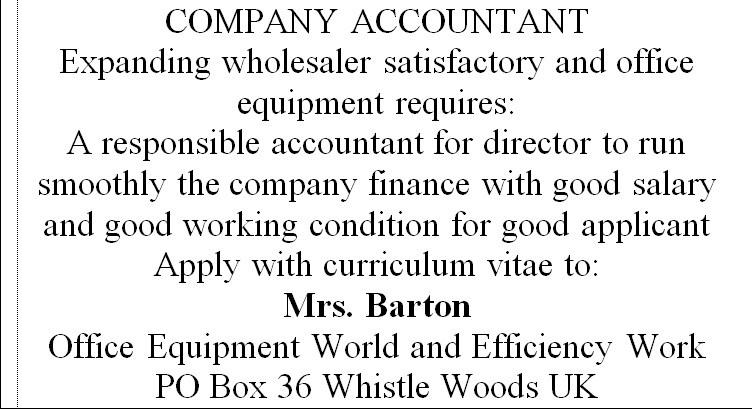 COMPANY ACCOUNTANT
Expanding wholesaler satisfactory and office
equipment requires:
A responsible accountant for director to run
smoothly the company finance with good salary
and good working condition for good applicant
Apply with curriculum vitae to:
Mrs. Barton
Office Equipment World and Efficiency Work
PO Box 36 Whistle Woods UK